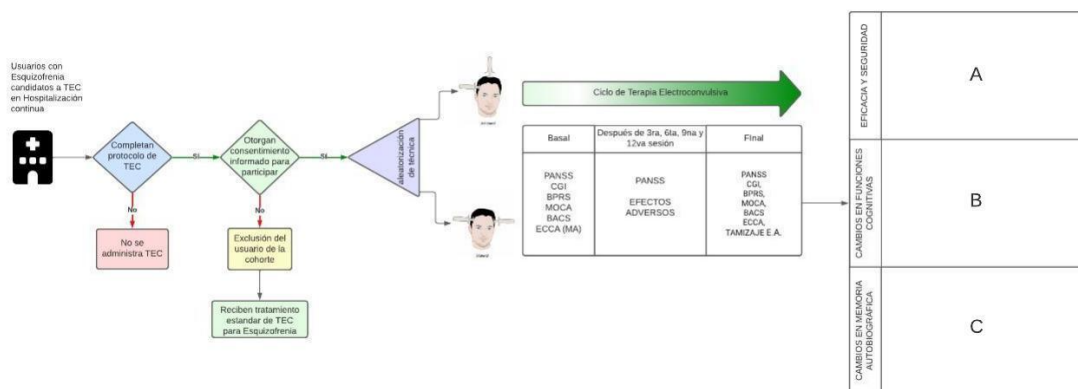 Usuarios con
Esquizofrenia
candidatos a TEC
en Hospitalización
continua
Completan
protocolo de
TEC
Si
No
No se
administra TEC
Otorgan
consentimiento
informado para
participar
Si
No
Exclusión del
usuario de la
cohorte
Reciben tratamiento
estandar de TEC
para Esquizofrenia
aleatorización
de técnica
Ciclo de Terapia Electroconvulsiva
Basal
PANSS
CGI
BPRS
MOCA
BACS
ECCA (MA)
Después de 3ra, 6ta, 9na y
12va sesión
PANSS
EFECTOS
ADVERSOS
FInal
PANSS
CGI,
BPRS,
MOCA,
BACS
ECCA,
TAMIZAJE E.A.
EFICACIA Y SEGURIDAD
A
CAMBIOS EN FUNCIONES
COGNITIVAS
B
CAMBIOS EN MEMORIA
AUTOBIOGRAFICA
C